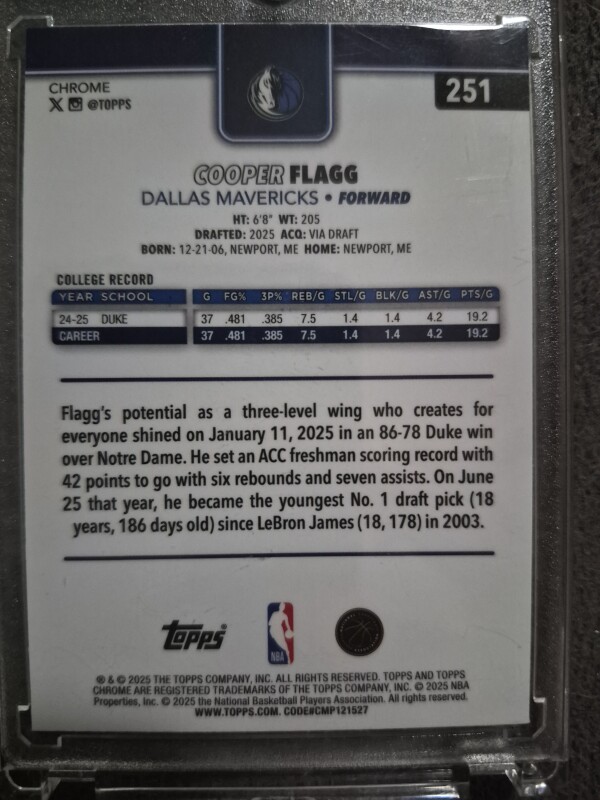 CHROME
251
X @TOPPS
COOPER FLAGG
DALLAS MAVERICKS • FORWARD
HT: 6'8" WT: 205
DRAFTED: 2025 ACQ: VIA DRAFT
BORN: 12-21-06, NEWPORT, ME HOME: NEWPORT, ME
COLLEGE RECORD
YEAR SCHOOL G FG% 3P% REB/G STL/G BLK/G AST/G PTS/G
24-25 DUKE 37 .481 .385 7.5 1.4 1.4 4.2 19.2
CAREER 37 .481 .385 7.5 1.4 1.4 4.2 19.2
Flagg's potential as a three-level wing who creates for
everyone shined on January 11, 2025 in an 86-78 Duke win
over Notre Dame. He set an ACC freshman scoring record with
42 points to go with six rebounds and seven assists. On June
25 that year, he became the youngest No. 1 draft pick (18
years, 186 days old) since LeBron James (18, 178) in 2003.
Topps
NBA
® & © 2025 THE TOPPS COMPANY, INC. ALL RIGHTS RESERVED. TOPPS AND TOPPS
CHROME ARE REGISTERED TRADEMARKS OF THE TOPPS COMPANY, INC. © 2025 NBA
Properties, Inc. © 2025 the National Basketball Players Association. All rights reserved.
WWW.TOPPS.COM. CODE#CMP121527